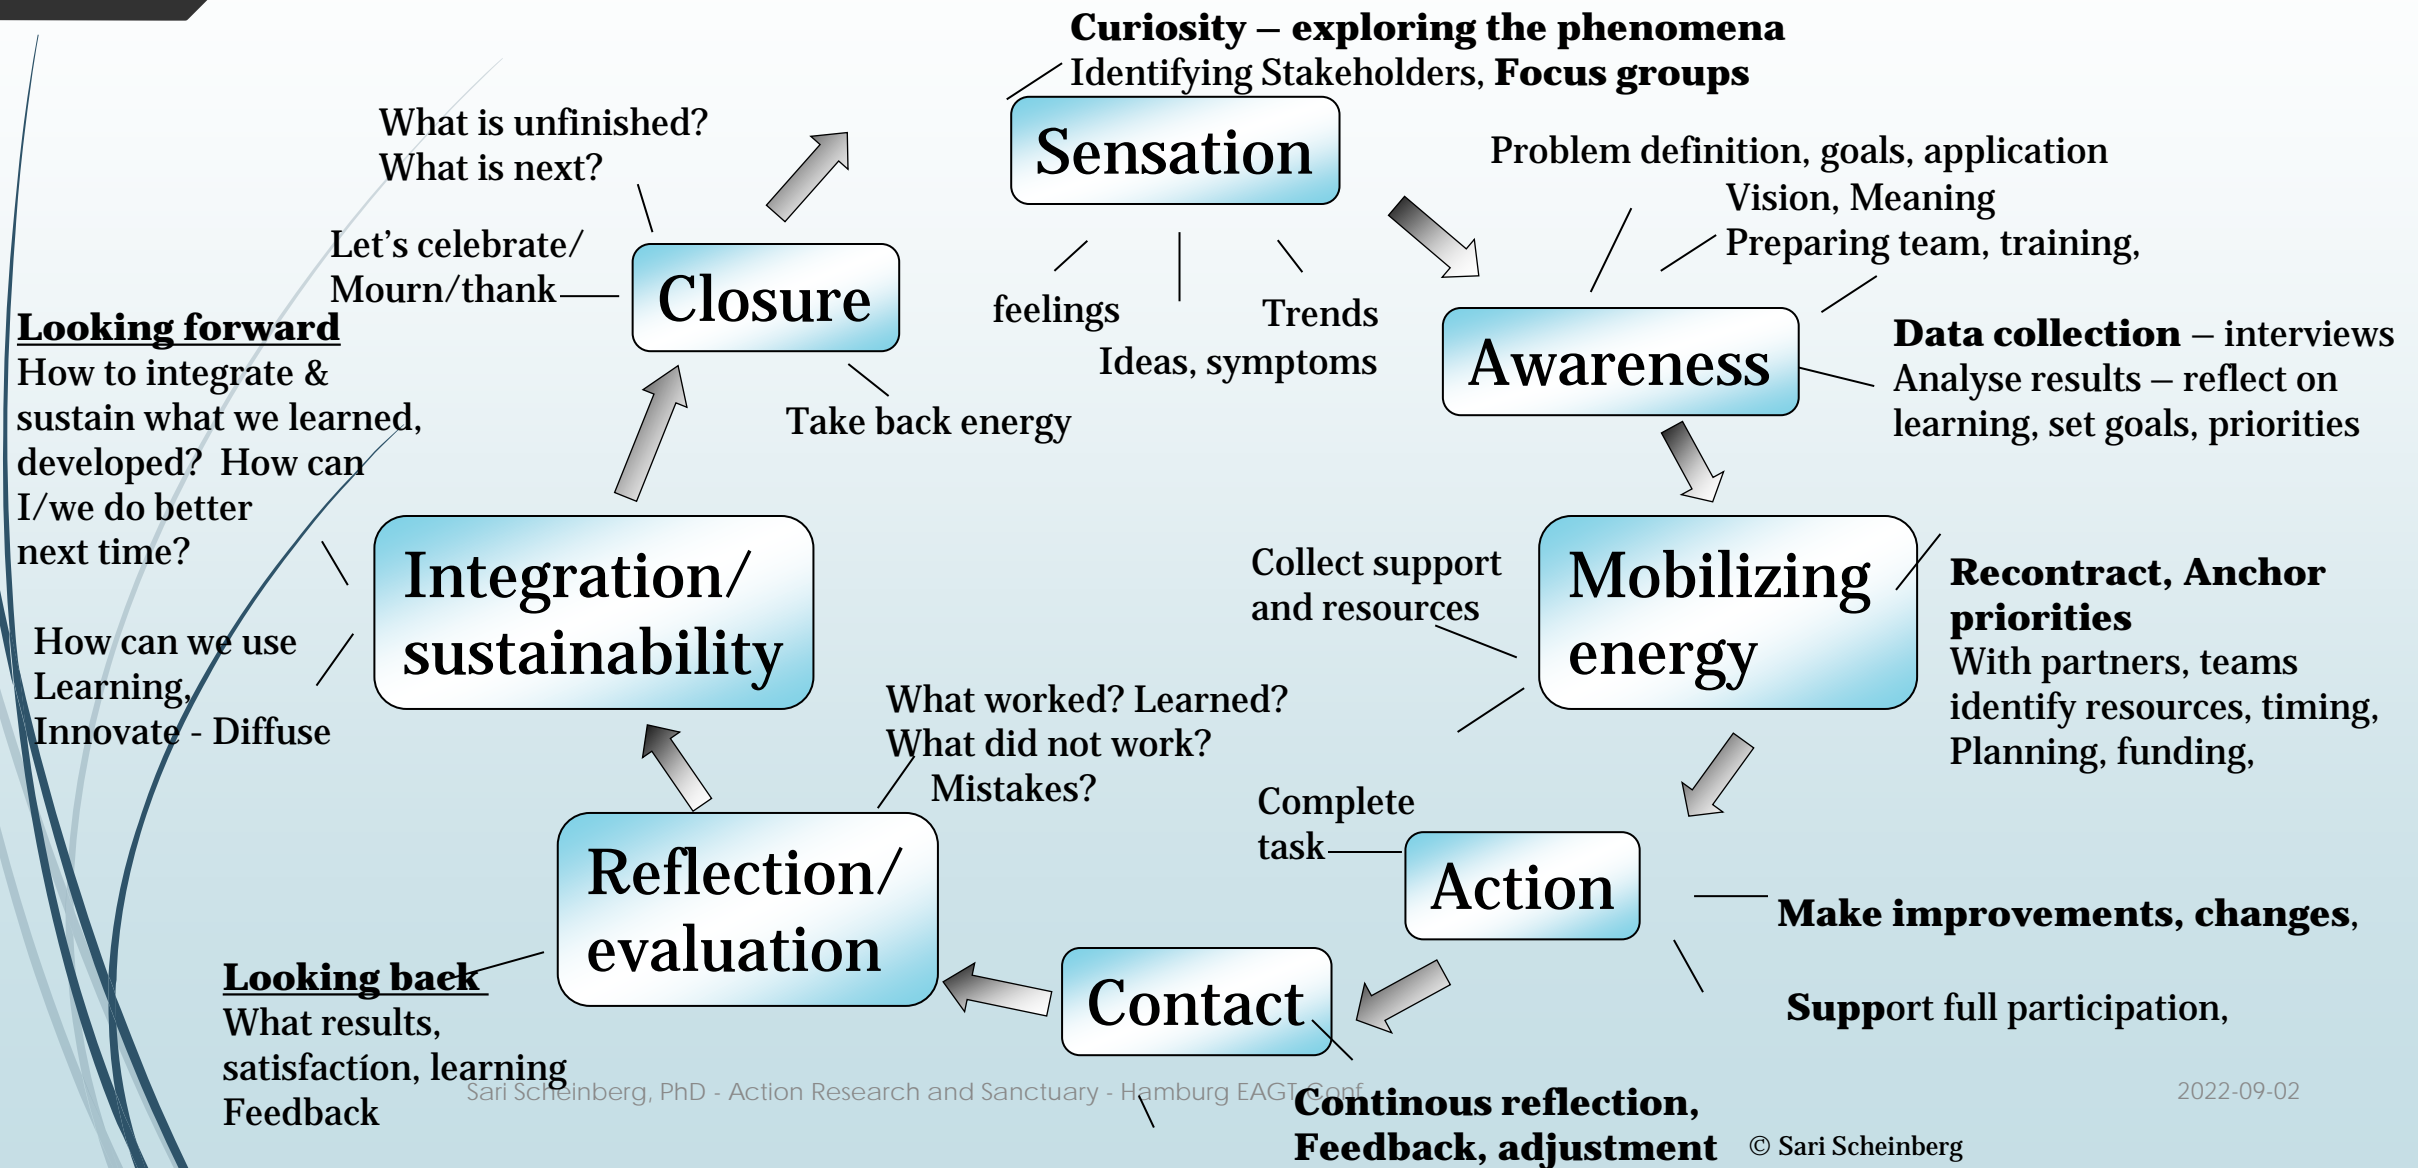 Curiosity – exploring the phenomena
Identifying Stakeholders, Focus groups
Sensation
feelings
Trends
Ideas, symptoms
Problem definition, goals, application
Vision, Meaning
Preparing team, training,
Awareness
Data collection – interviews
Analyse results – reflect on
learning, set goals, priorities
Mobilizing
energy
Collect support
and resources
Recontract, Anchor
priorities
With partners, teams
identify resources, timing,
Planning, funding,
Action
Complete
task
Make improvements, changes,
Support full participation,
Contact
Continous reflection,
Feedback, adjustment
Reflection/
evaluation
What worked? Learned?
What did not work?
Mistakes?
Looking back
What results,
satisfactíon, learning
Feedback
Integration/
sustainability
Looking forward
How to integrate &
sustain what we learned,
developed? How can
I/we do better
next time?
How can we use
Learning,
Innovate - Diffuse
Closure
What is unfinished?
What is next?
Let’s celebrate/
Mourn/thank
Take back energy
Sari Scheinberg, PhD - Action Research and Sanctuary - Hamburg EAGT Conf
2022-09-02
© Sari Scheinberg